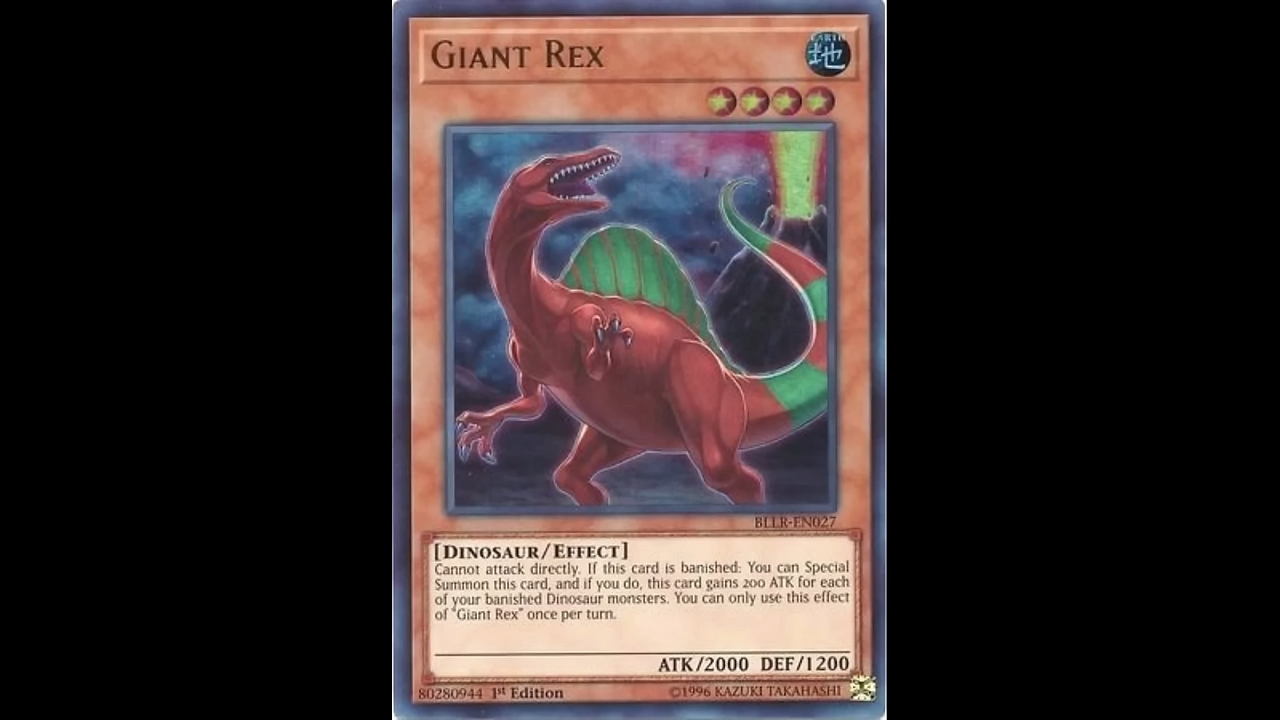 GIANT REX
EARTH
地
BLLR-EN027
[DINOSAUR/EFFECT]
Cannot attack directly. If this card is banished: You can Special
Summon this card, and if you do, this card gains 200 ATK for each
of your banished Dinosaur monsters. You can only use this effect
of "Giant Rex" once per turn.
ATK/2000 DEF/1200
80280944 1st Edition ©1996 KAZUKI TAKAHASHI